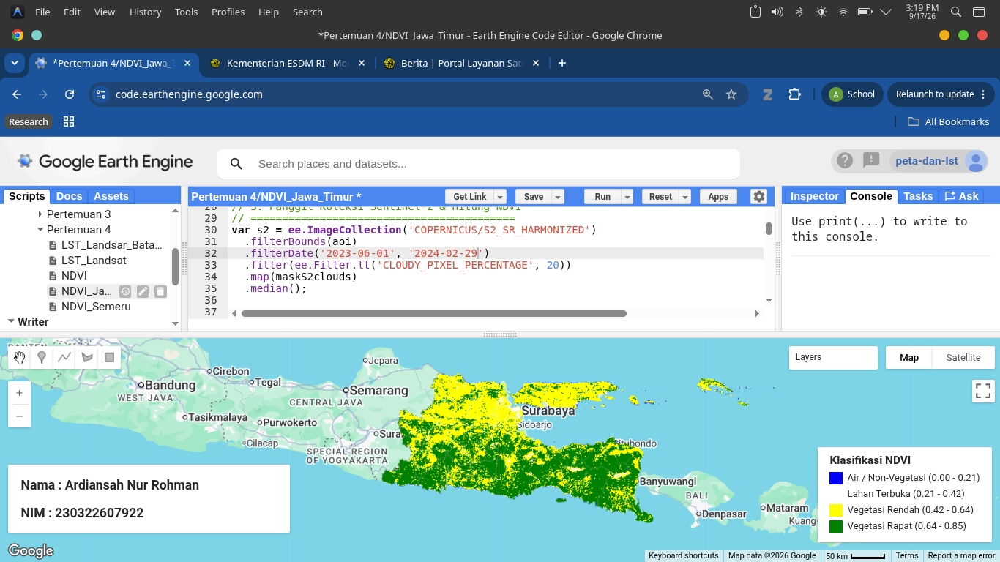 File Edit View History Tools Profiles Help Search
3:19 PM
9/17/26
*Pertemuan 4/NDVI_Jawa_Timur - Earth Engine Code Editor - Google Chrome
*Pertemuan 4/NDVI_Jawa_T
Kementerian ESDM RI - Me
Berita | Portal Layanan Sat
code.earthengine.google.com
A School
Relaunch to update
Research
All Bookmarks
Google Earth Engine
Search places and datasets...
peta-dan-lst
Scripts Docs Assets
Pertemuan 3
Pertemuan 4
LST_Landsar_Bata...
LST_Landsat
NDVI
NDVI_Ja...
NDVI_Semeru
Writer
Pertemuan 4/NDVI_Jawa_Timur *
Get Link Save Run Reset Apps
28 // 3. Panggil Koleksi Sentinel-2 & Hitung NDVI
29 // ==========================================
30 var s2 = ee.ImageCollection('COPERNICUS/S2_SR_HARMONIZED')
31 .filterBounds(aoi)
32 .filterDate('2023-06-01', '2024-02-29')
33 .filter(ee.Filter.lt('CLOUDY_PIXEL_PERCENTAGE', 20))
34 .map(maskS2clouds)
35 .median();
36
37
Inspector Console Tasks Ask
Use print(...) to write to
this console.
BANTEN
Jepara
Cirebon
Tegal
Bandung
WEST JAVA
Semarang
CENTRAL JAVA
Tasikmalaya
Purwokerto
Cilacap
Sura
SPECIAL REGION
OF YOGYAKARTA
Surabaya
Sidoarjo
Situbondo
Banyuwangi
BALI
Denpasar
Mataram
Kuang
Layers
Map Satellite
+
−
Nama : Ardiansah Nur Rohman
NIM : 230322607922
Klasifikasi NDVI
Air / Non-Vegetasi (0.00 - 0.21)
Lahan Terbuka (0.21 - 0.42)
Vegetasi Rendah (0.42 - 0.64)
Vegetasi Rapat (0.64 - 0.85)
Google
Keyboard shortcuts Map data ©2026 Google 50 km Terms Report a map error